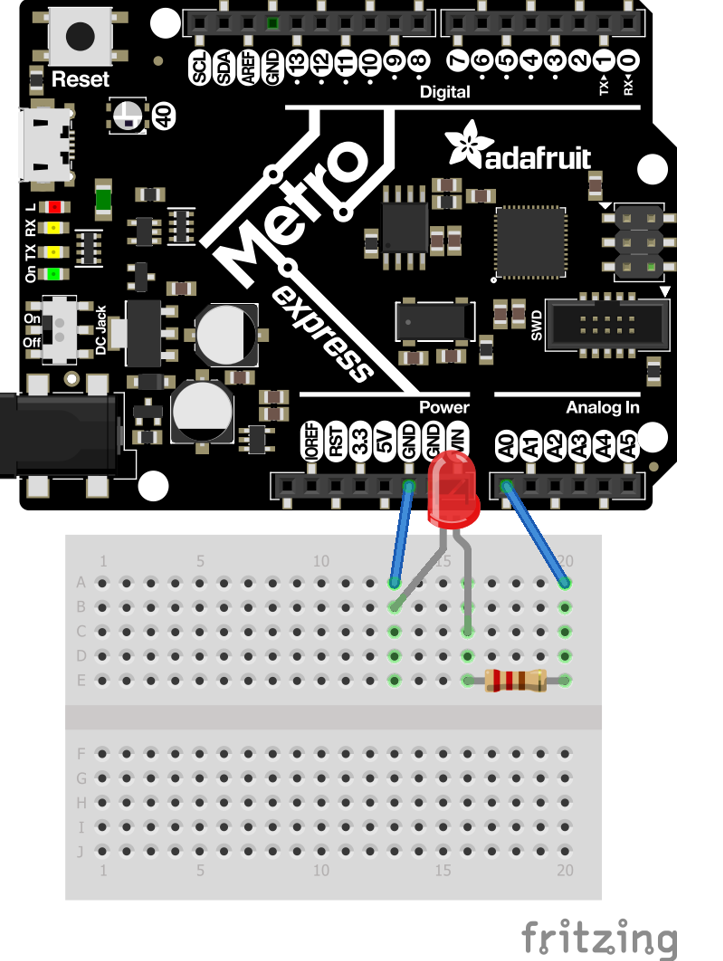 SCL SDA AREF GND 13 12 11 10 9 8 7 6 5 4 3 2 1 0
TX▸ RX◂
Reset
Digital
40
adafruit
Metro
express
L
RX
TX
On
On
Off
DC Jack
SWD
Power
Analog In
IOREF RST 3.3 5V GND GND VIN A0 A1 A2 A3 A4 A5
1 5 10 15 20
A
B
C
D
E
F
G
H
I
J
1 5 10 15 20
fritzing